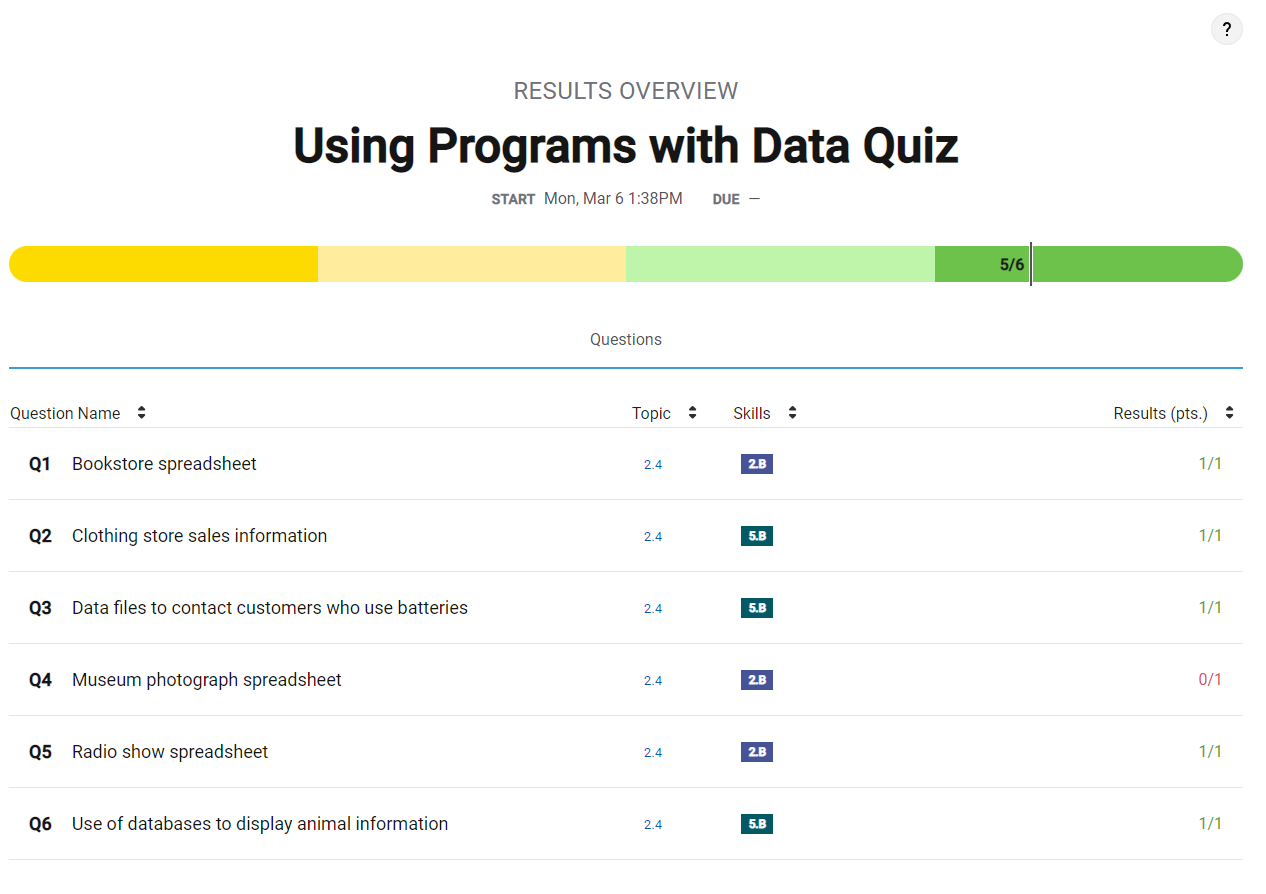 ?
RESULTS OVERVIEW
Using Programs with Data Quiz
START Mon, Mar 6 1:38PM DUE —
5/6
Questions
Question Name Topic Skills Results (pts.)
Q1 Bookstore spreadsheet 2.4 2.B 1/1
Q2 Clothing store sales information 2.4 5.B 1/1
Q3 Data files to contact customers who use batteries 2.4 5.B 1/1
Q4 Museum photograph spreadsheet 2.4 2.B 0/1
Q5 Radio show spreadsheet 2.4 2.B 1/1
Q6 Use of databases to display animal information 2.4 5.B 1/1